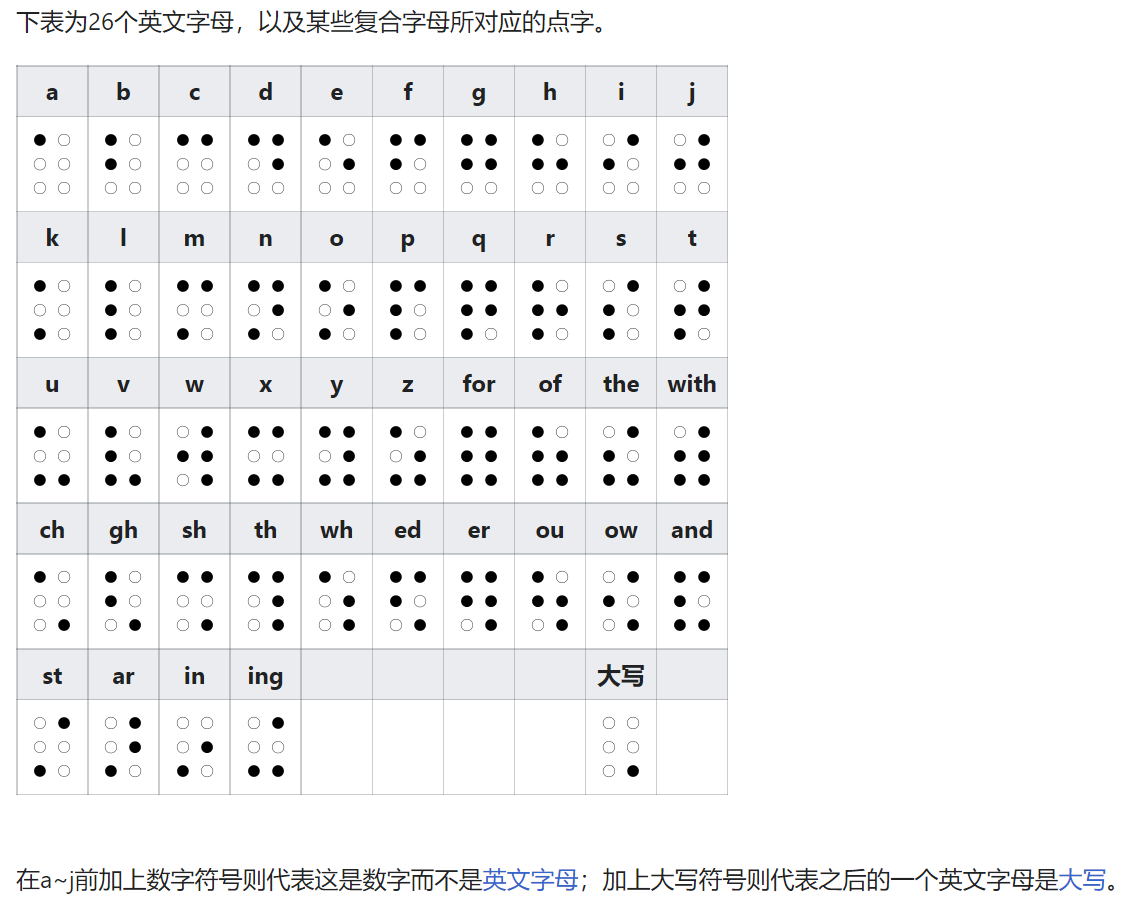 下表为26个英文字母，以及某些复合字母所对应的点字。
a b c d e f g h i j
k l m n o p q r s t
u v w x y z for of the with
ch gh sh th wh ed er ou ow and
st ar in ing 大写
在a~j前加上数字符号则代表这是数字而不是英文字母；加上大写符号则代表之后的一个英文字母是大写。